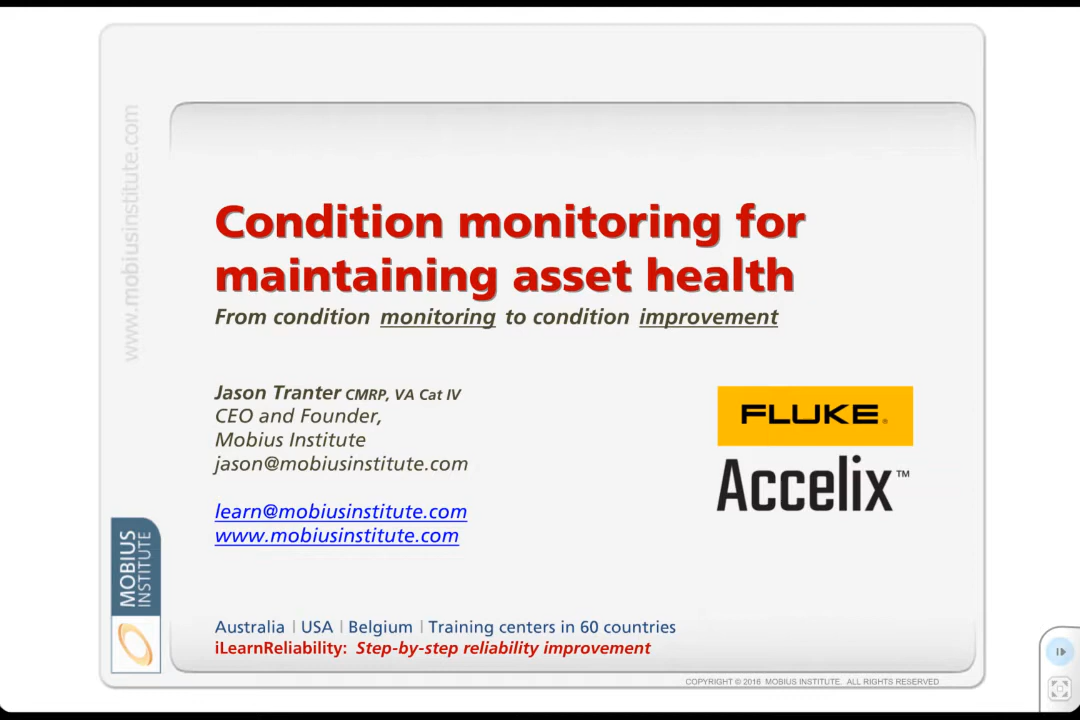 www.mobiusinstitute.com
Condition monitoring for
maintaining asset health
From condition monitoring to condition improvement
Jason Tranter CMRP, VA Cat IV
CEO and Founder,
Mobius Institute
jason@mobiusinstitute.com
learn@mobiusinstitute.com
www.mobiusinstitute.com
FLUKE®
Accelix™
MOBIUS
INSTITUTE
Australia | USA | Belgium | Training centers in 60 countries
iLearnReliability: Step-by-step reliability improvement
COPYRIGHT © 2016 MOBIUS INSTITUTE. ALL RIGHTS RESERVED